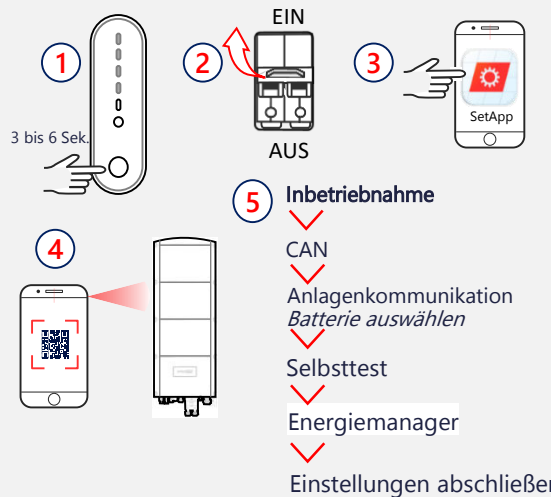 1
3 bis 6 Sek.
2
EIN
AUS
3
SetApp
4
5
Inbetriebnahme
CAN
Anlagenkommunikation
Batterie auswählen
Selbsttest
Energiemanager
Einstellungen abschließen